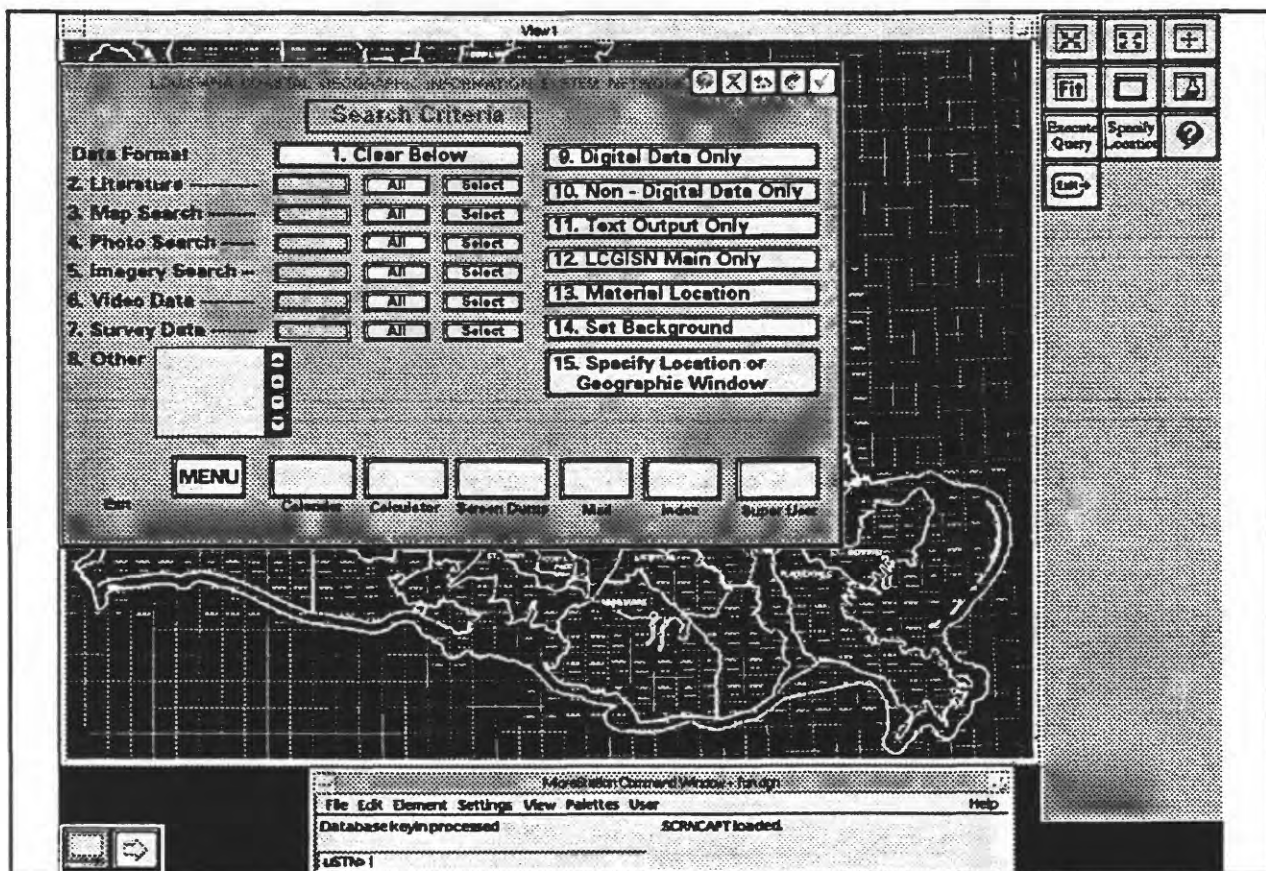 View 1
LOUISIANA COASTAL GEOGRAPHIC INFORMATION SYSTEM NETWORK
Search Criteria
Data Format
1. Clear Below
2. Literature
All
Select
3. Map Search
All
Select
4. Photo Search
All
Select
5. Imagery Search
All
Select
6. Video Data
All
Select
7. Survey Data
All
Select
8. Other
9. Digital Data Only
10. Non - Digital Data Only
11. Text Output Only
12. LCGISN Main Only
13. Material Location
14. Set Background
15. Specify Location or
Geographic Window
Exit
MENU
Calender
Calculator
Screen Dump
Mail
Index
Super User
Fit
Execute
Query
Specify
Location
Exit
MicroStation Command Window -
File Edit Element Settings View Palettes User
Help
Database keyin processed
SCRNCAPT loaded.
uSTN>